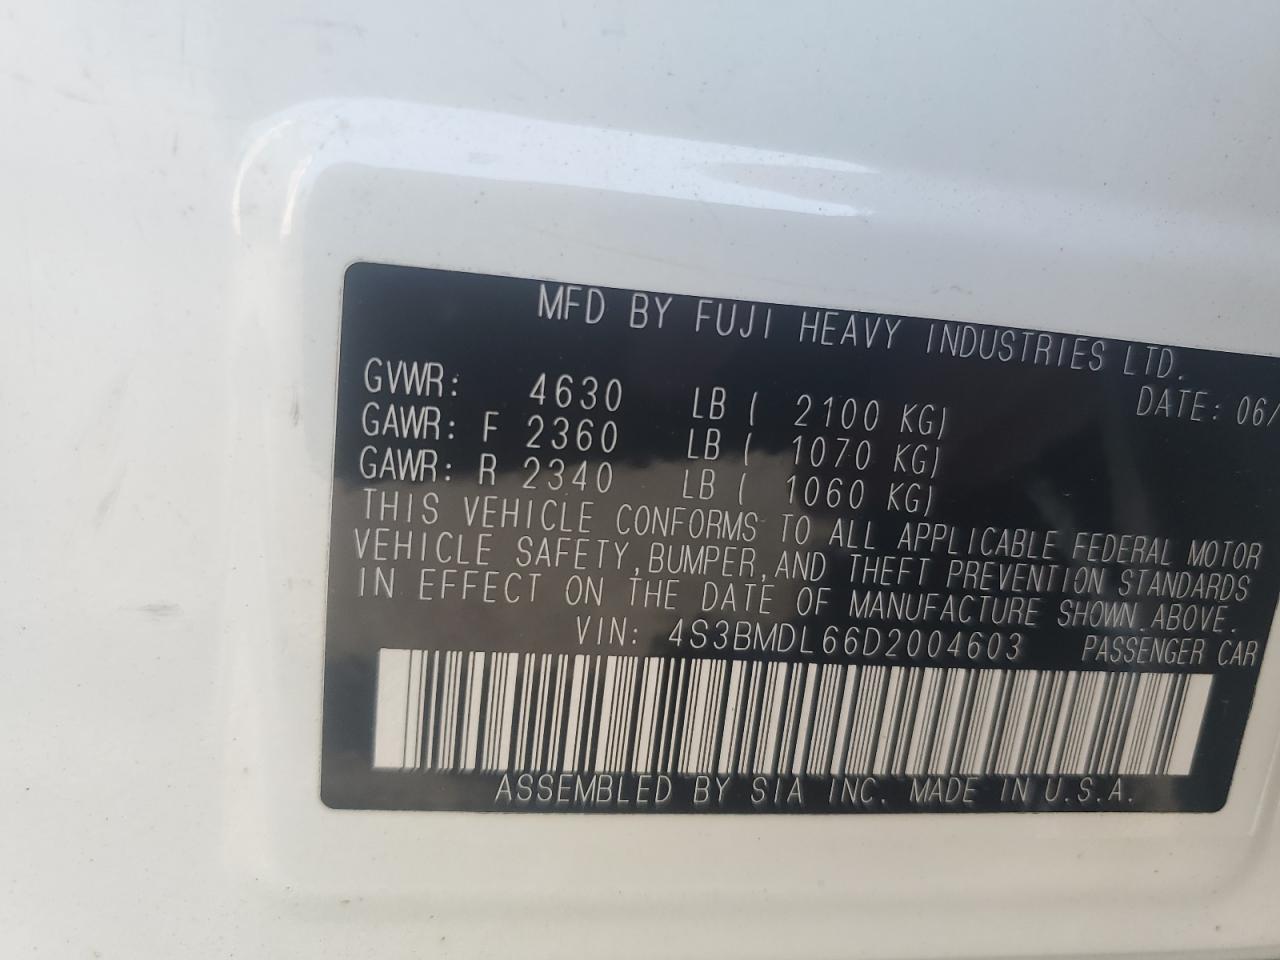 MFD BY FUJI HEAVY INDUSTRIES LTD.
DATE: 06/
GVWR: 4630 LB ( 2100 KG)
GAWR: F 2360 LB ( 1070 KG)
GAWR: R 2340 LB ( 1060 KG)
THIS VEHICLE CONFORMS TO ALL APPLICABLE FEDERAL MOTOR
VEHICLE SAFETY, BUMPER, AND THEFT PREVENTION STANDARDS
IN EFFECT ON THE DATE OF MANUFACTURE SHOWN ABOVE.
VIN: 4S3BMDL66D2004603 PASSENGER CAR
ASSEMBLED BY SIA INC. MADE IN U.S.A.